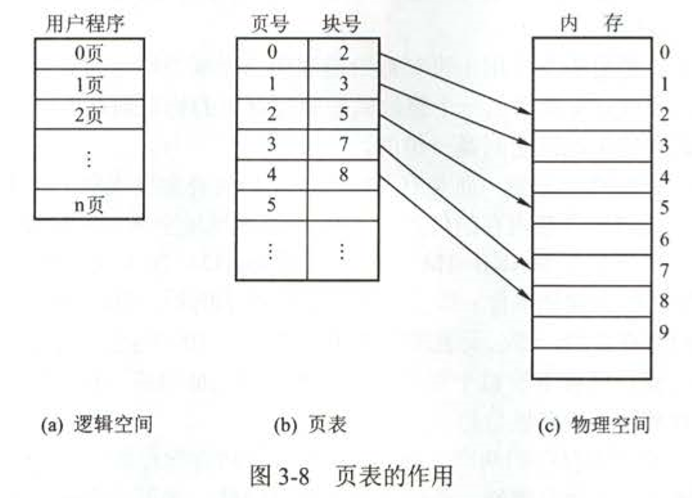 用户程序
0页
1页
2页
⋮
n页
(a) 逻辑空间
页号 块号
0 2
1 3
2 5
3 7
4 8
5
⋮ ⋮
(b) 页表
内 存
0
1
2
3
4
5
6
7
8
9
(c) 物理空间
图 3-8 页表的作用